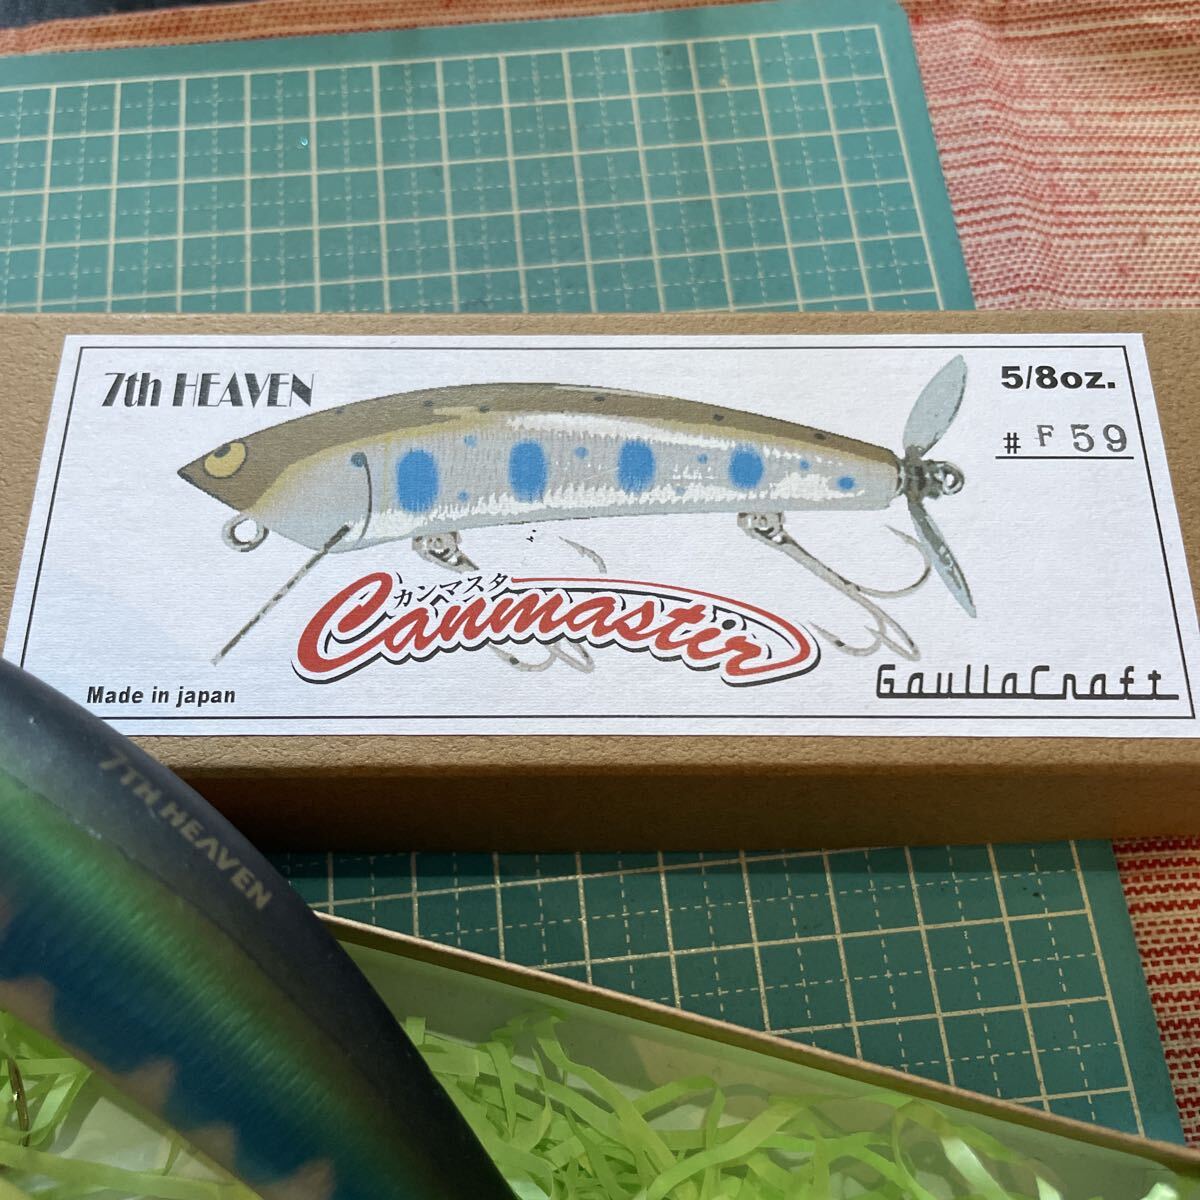 7th HEAVEN
5/8oz.
# F59
カンマスタ
Canmastir
Made in japan
GaullaCraft
7TH HEAVEN